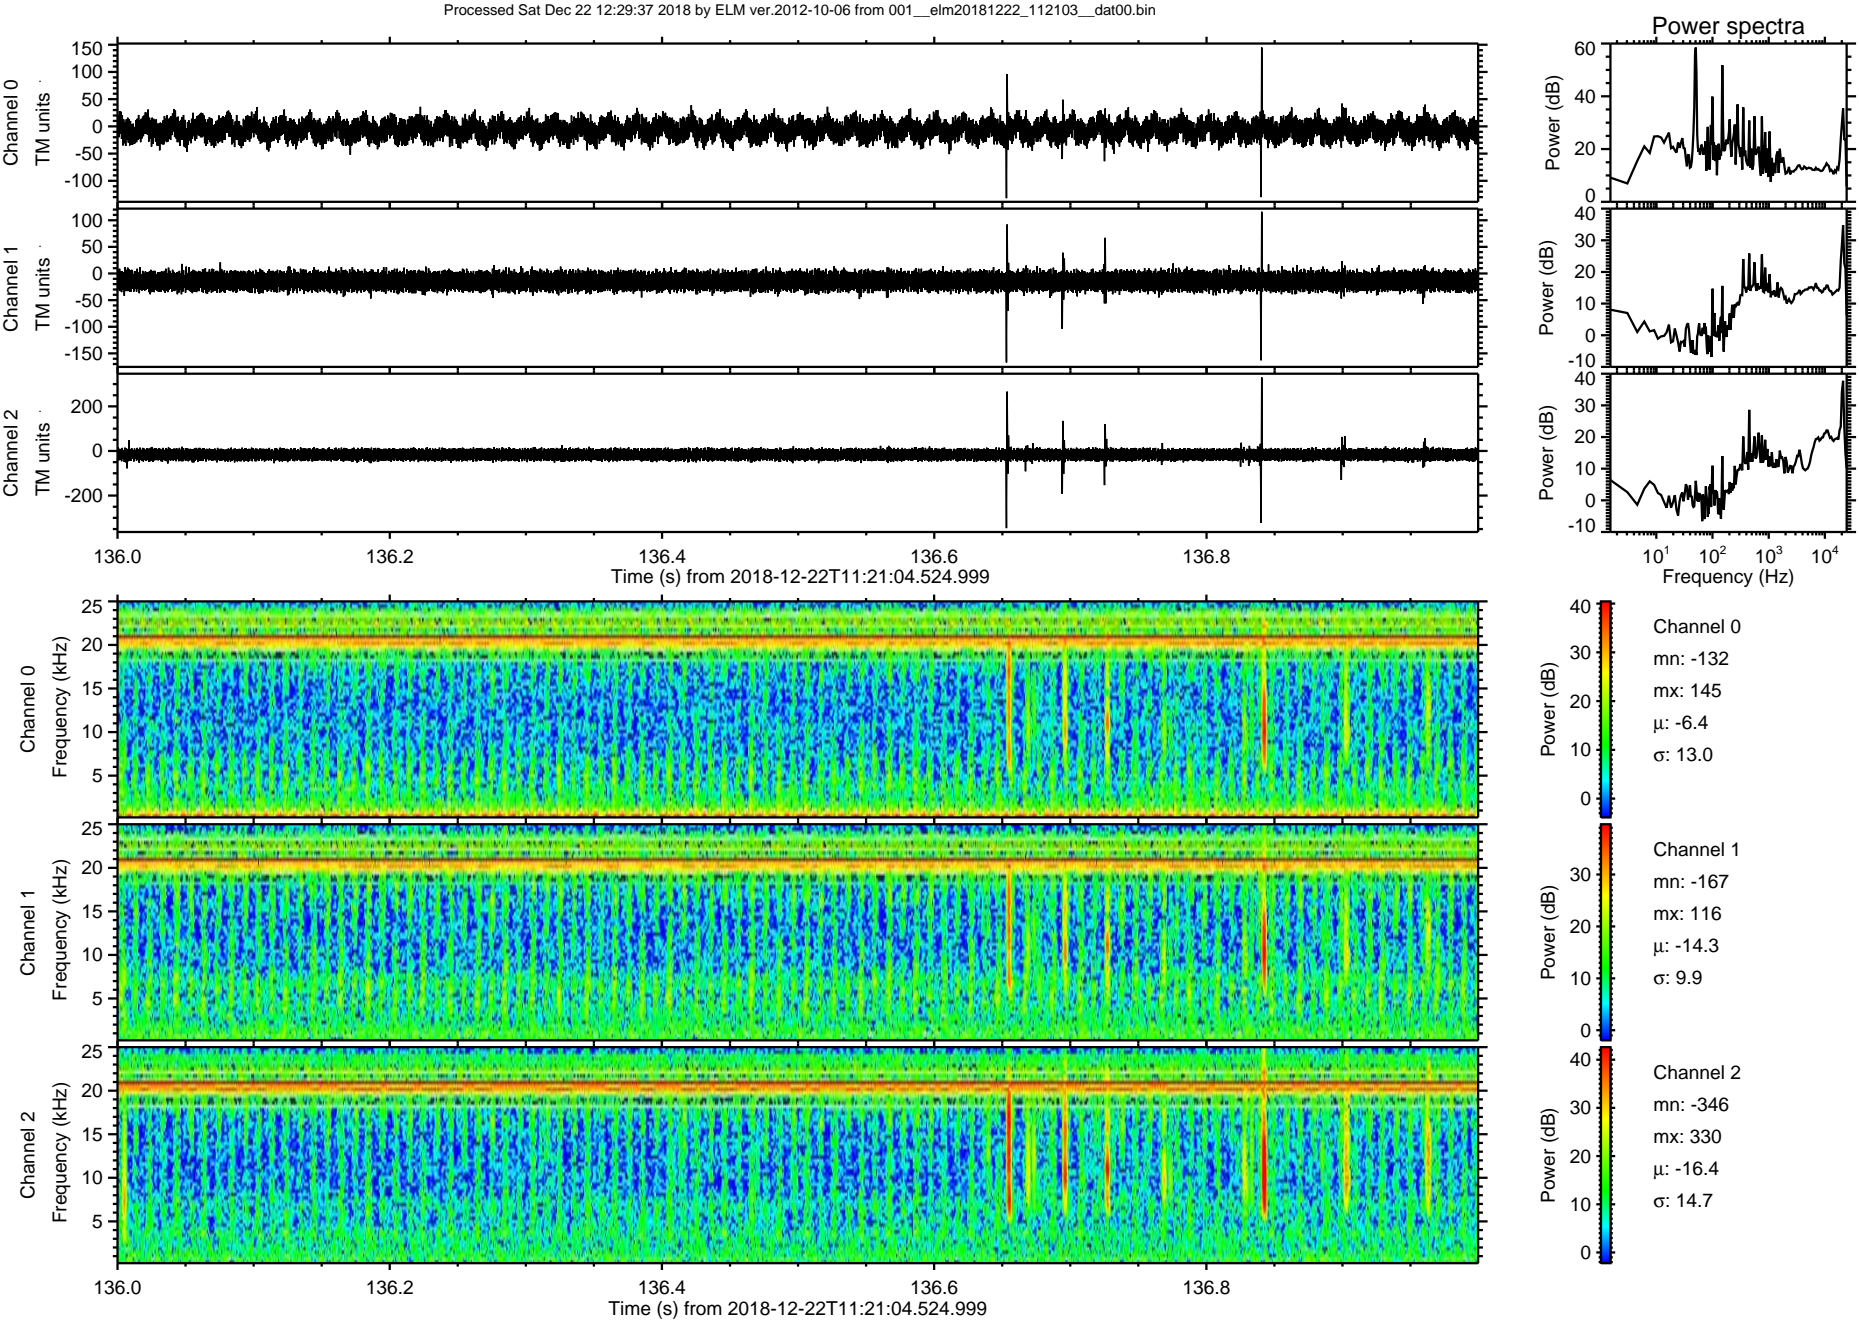 Processed Sat Dec 22 12:29:37 2018 by ELM ver.2012-10-06 from 001__elm20181222_112103__dat00.bin
Power spectra
Channel 0
TM units
150
100
50
0
-50
-100
Power (dB)
60
40
20
0
Channel 1
TM units
100
50
0
-50
-100
-150
Power (dB)
40
30
20
10
0
-10
Channel 2
TM units
200
0
-200
Power (dB)
40
30
20
10
0
-10
136.0 136.2 136.4 136.6 136.8
Time (s) from 2018-12-22T11:21:04.524.999
10¹ 10² 10³ 10⁴
Frequency (Hz)
Channel 0
Frequency (kHz)
25
20
15
10
5
Power (dB)
40
30
20
10
0
Channel 0
mn: -132
mx: 145
µ: -6.4
σ: 13.0
Channel 1
Frequency (kHz)
25
20
15
10
5
Power (dB)
30
20
10
0
Channel 1
mn: -167
mx: 116
µ: -14.3
σ: 9.9
Channel 2
Frequency (kHz)
25
20
15
10
5
Power (dB)
40
30
20
10
0
Channel 2
mn: -346
mx: 330
µ: -16.4
σ: 14.7
136.0 136.2 136.4 136.6 136.8
Time (s) from 2018-12-22T11:21:04.524.999